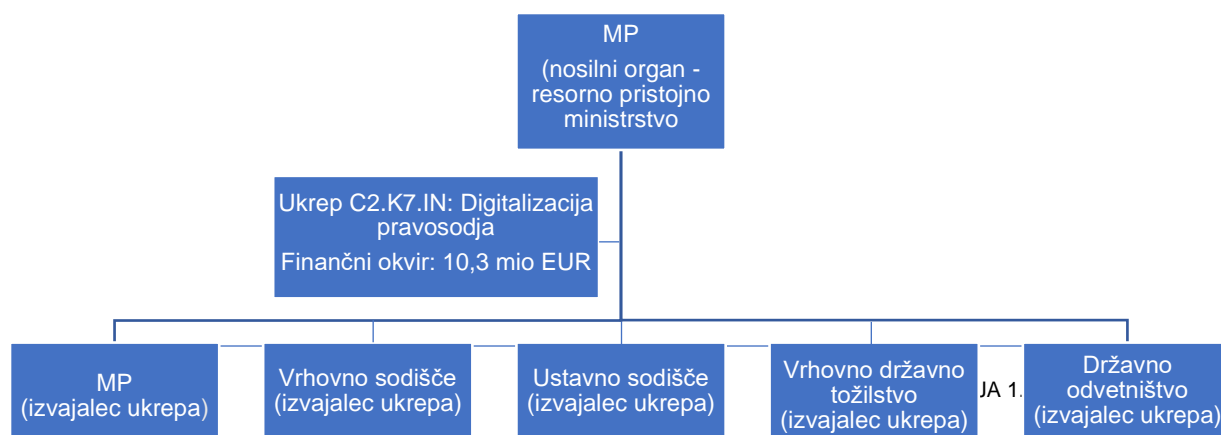 MP
(nosilni organ -
resorno pristojno
ministrstvo
Ukrep C2.K7.IN: Digitalizacija
pravosodja
Finančni okvir: 10,3 mio EUR
MP
(izvajalec ukrepa)
Vrhovno sodišče
(izvajalec ukrepa)
Ustavno sodišče
(izvajalec ukrepa)
Vrhovno državno
tožilstvo
(izvajalec ukrepa)
JA 1.
Državno
odvetništvo
(izvajalec ukrepa)